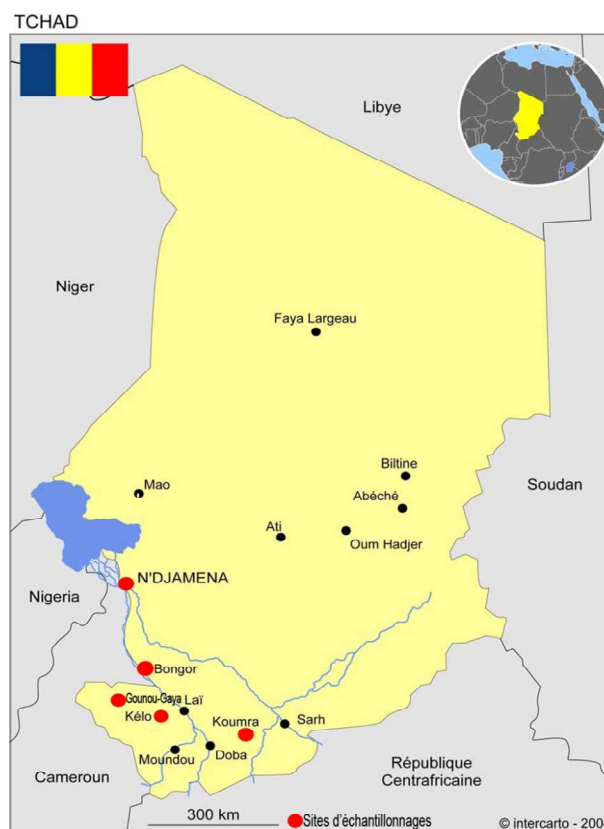 TCHAD
Libye
Niger
Faya Largeau
Biltine
Mao
Abéché
Soudan
Ati
Oum Hadjer
N'DJAMENA
Nigeria
Bongor
Gounou-Gaya
Laï
Kélo
Koumra
Sarh
Moundou
Doba
République
Centrafricaine
Cameroun
300 km
Sites d'échantillonnages
© intercarto - 200